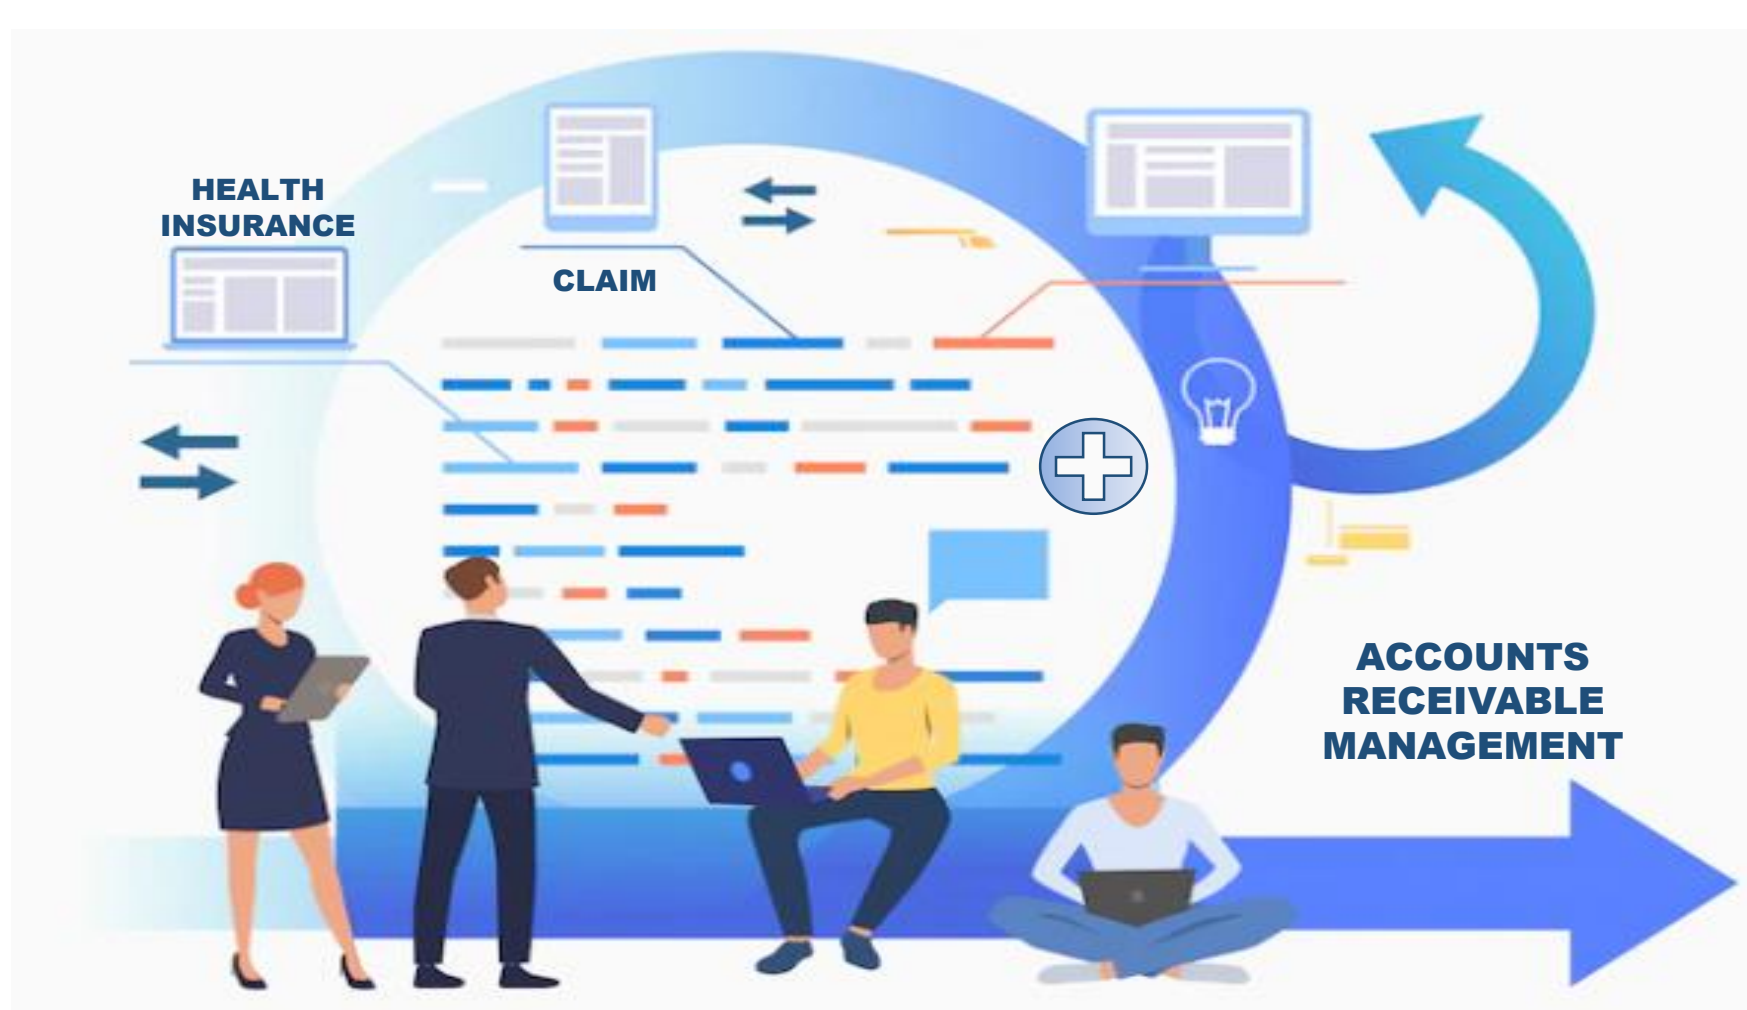 HEALTH
INSURANCE
CLAIM
ACCOUNTS
RECEIVABLE
MANAGEMENT